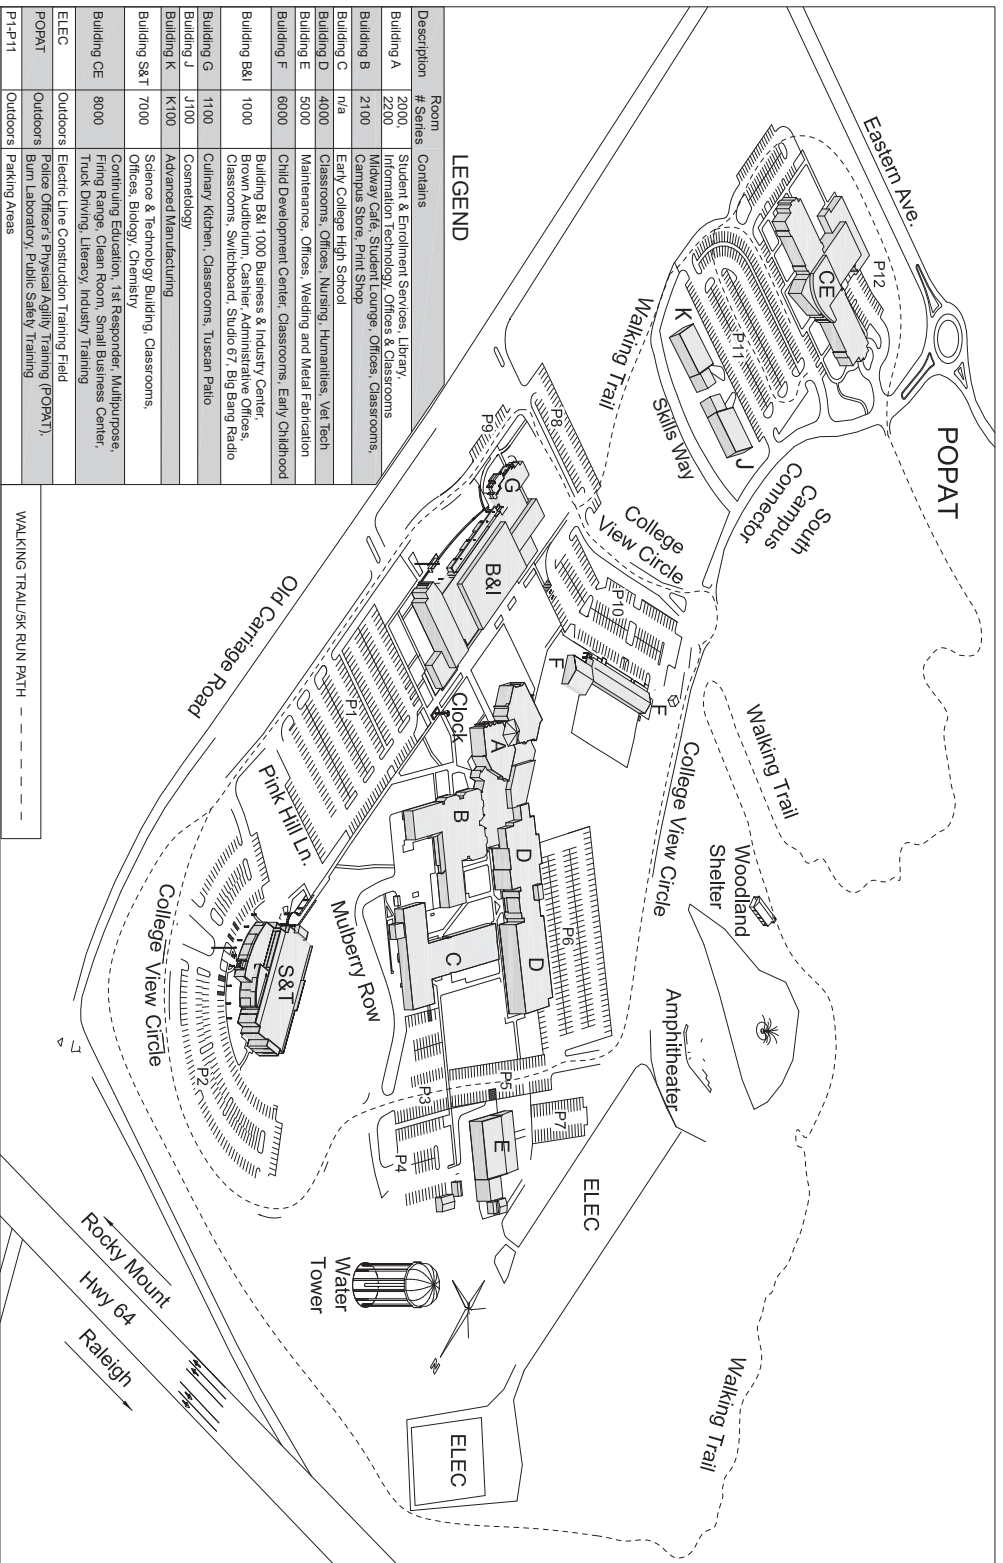 Eastern Ave.
P12
CE
P11
K
J
Skills Way
Walking Trail
POPAT
South
Campus
Connector
College
View Circle
P8
P9
G
B&I
P10
F
F
Walking Trail
College View Circle
Woodland
Shelter
Amphitheater
Old Carriage Road
P1
Clock
A
B
D
D
C
P6
Pink Hill Ln.
Mulberry Row
S&T
College View Circle
P2
P3
P4
P5
P7
E
ELEC
Water
Tower
N
Walking Trail
ELEC
Rocky Mount
Hwy 64
Raleigh
LEGEND
Description Room # Series Contains
Building A 2000, 2200 Student & Enrollment Services, Library,
Information Technology, Offices & Classrooms
Building B 2100 Midway Café, Student Lounge, Offices, Classrooms,
Campus Store, Print Shop
Building C n/a Early College High School
Building D 4000 Classrooms, Offices, Nursing, Humanities, Vet Tech
Building E 5000 Maintenance, Offices, Welding and Metal Fabrication
Building F 6000 Child Development Center, Classrooms, Early Childhood
Building B&I 1000 Building B&I 1000 Business & Industry Center,
Brown Auditorium, Cashier, Administrative Offices,
Classrooms, Switchboard, Studio 67, Big Bang Radio
Building G 1100 Culinary Kitchen, Classrooms, Tuscan Patio
Building J J100 Cosmetology
Building K K100 Advanced Manufacturing
Building S&T 7000 Science & Technology Building, Classrooms,
Offices, Biology, Chemistry
Building CE 8000 Continuing Education, 1st Responder, Multipurpose,
Firing Range, Clean Room, Small Business Center,
Truck Driving, Literacy, Industry Training
ELEC Outdoors Electric Line Construction Training Field
POPAT Outdoors Police Officer's Physical Agility Training (POPAT),
Burn Laboratory, Public Safety Training
P1-P11 Outdoors Parking Areas
WALKING TRAIL/5K RUN PATH